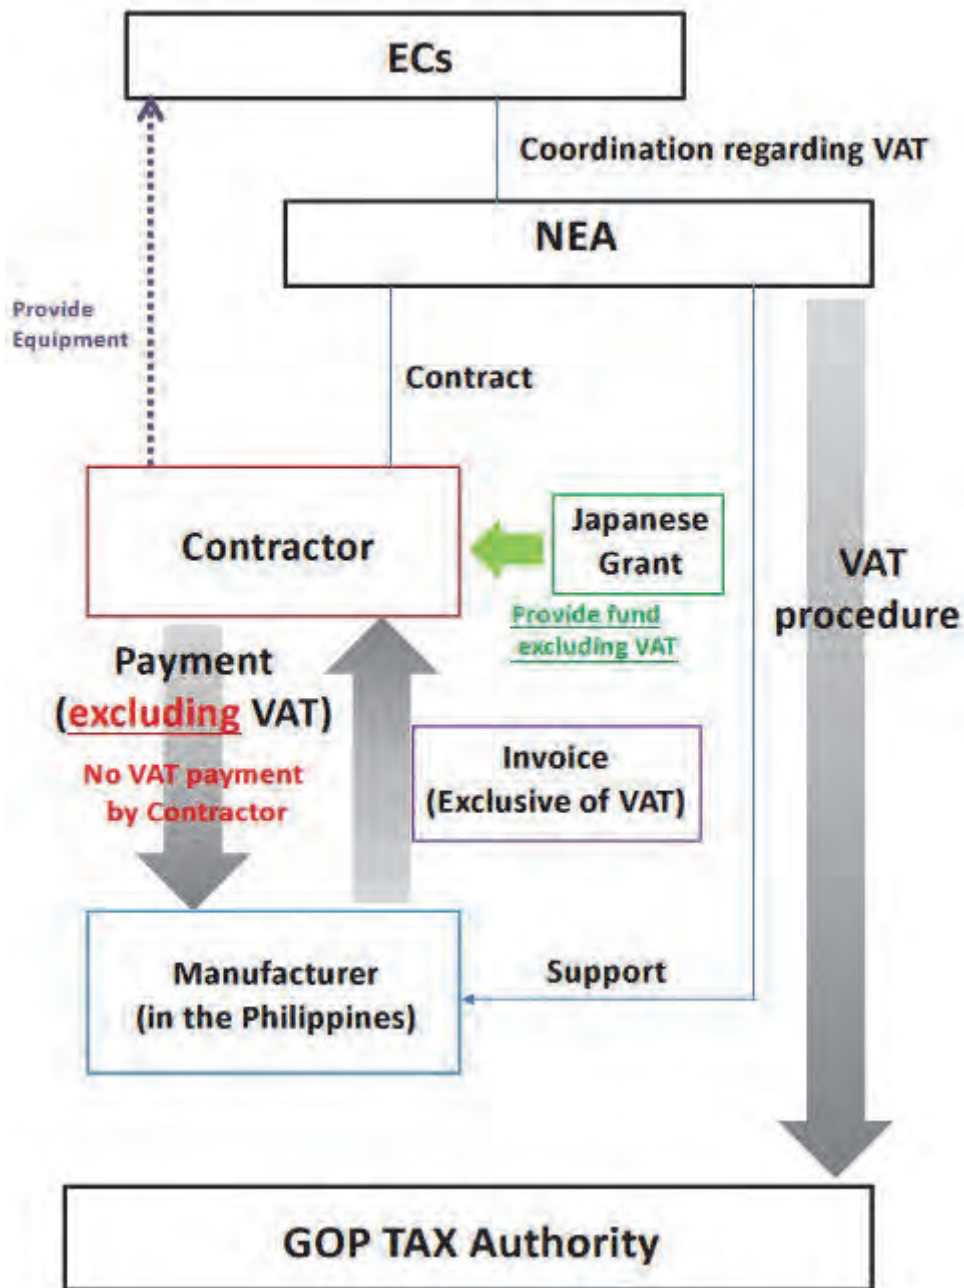 ECs
Coordination regarding VAT
NEA
Provide
Equipment
Contract
Contractor
Japanese
Grant
Provide fund
excluding VAT
VAT
procedure
Payment
(excluding VAT)
No VAT payment
by Contractor
Invoice
(Exclusive of VAT)
Manufacturer
(in the Philippines)
Support
GOP TAX Authority